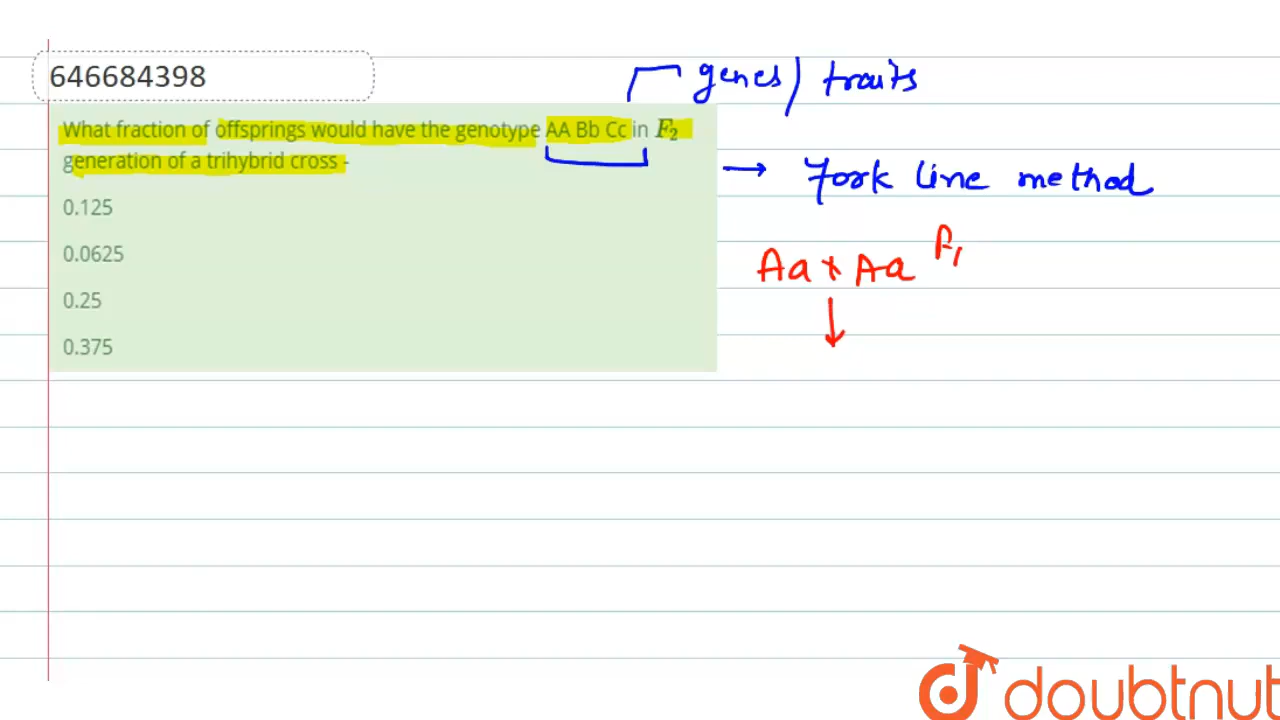 646684398
genes/ traits
What fraction of offsprings would have the genotype AA Bb Cc in F₂
generation of a trihybrid cross -
→ Fork line method
0.125
0.0625
0.25
0.375
Aa × Aa F₁
doubtnut